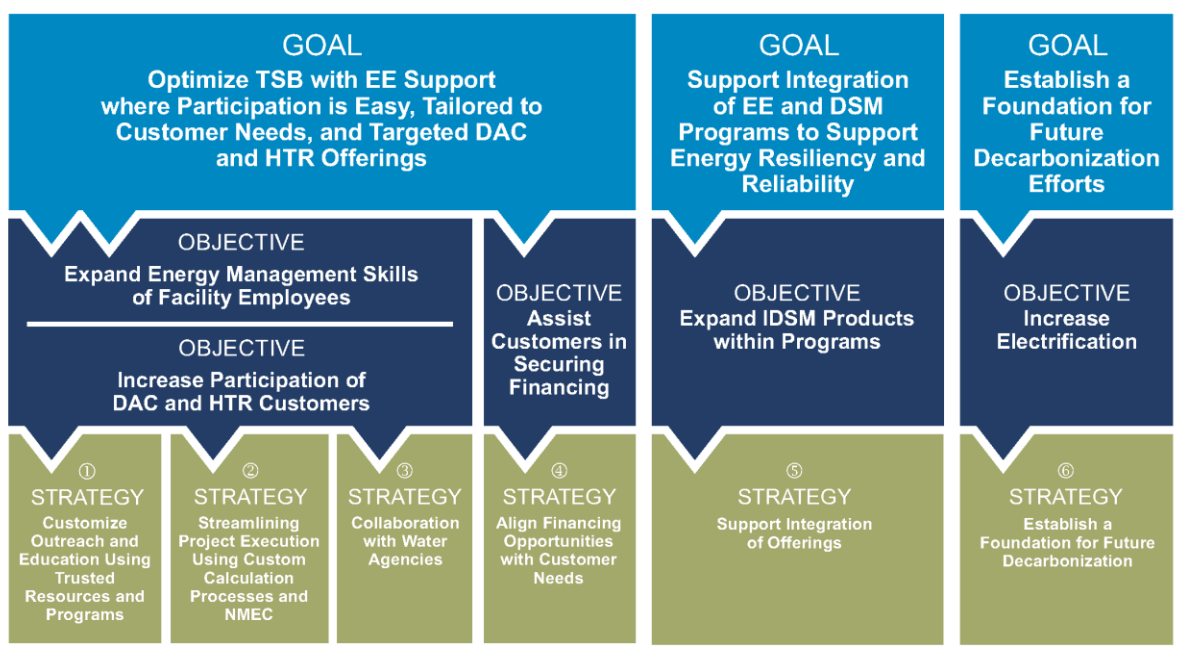 GOAL
Optimize TSB with EE Support
where Participation is Easy, Tailored to
Customer Needs, and Targeted DAC
and HTR Offerings
GOAL
Support Integration
of EE and DSM
Programs to Support
Energy Resiliency and
Reliability
GOAL
Establish a
Foundation for
Future
Decarbonization
Efforts
OBJECTIVE
Expand Energy Management Skills
of Facility Employees
OBJECTIVE
Increase Participation of
DAC and HTR Customers
OBJECTIVE
Assist
Customers in
Securing
Financing
OBJECTIVE
Expand IDSM Products
within Programs
OBJECTIVE
Increase
Electrification
①
STRATEGY
Customize
Outreach and
Education Using
Trusted
Resources and
Programs
②
STRATEGY
Streamlining
Project Execution
Using Custom
Calculation
Processes and
NMEC
③
STRATEGY
Collaboration
with Water
Agencies
④
STRATEGY
Align Financing
Opportunities
with Customer
Needs
⑤
STRATEGY
Support Integration
of Offerings
⑥
STRATEGY
Establish a
Foundation for Future
Decarbonization